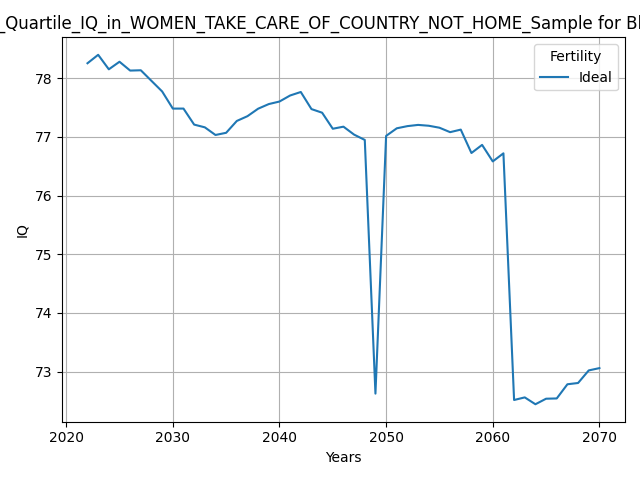 _Quartile_IQ_in_WOMEN_TAKE_CARE_OF_COUNTRY_NOT_HOME_Sample for Bl
Fertility
Ideal
78
77
76
75
74
73
IQ
2020 2030 2040 2050 2060 2070
Years